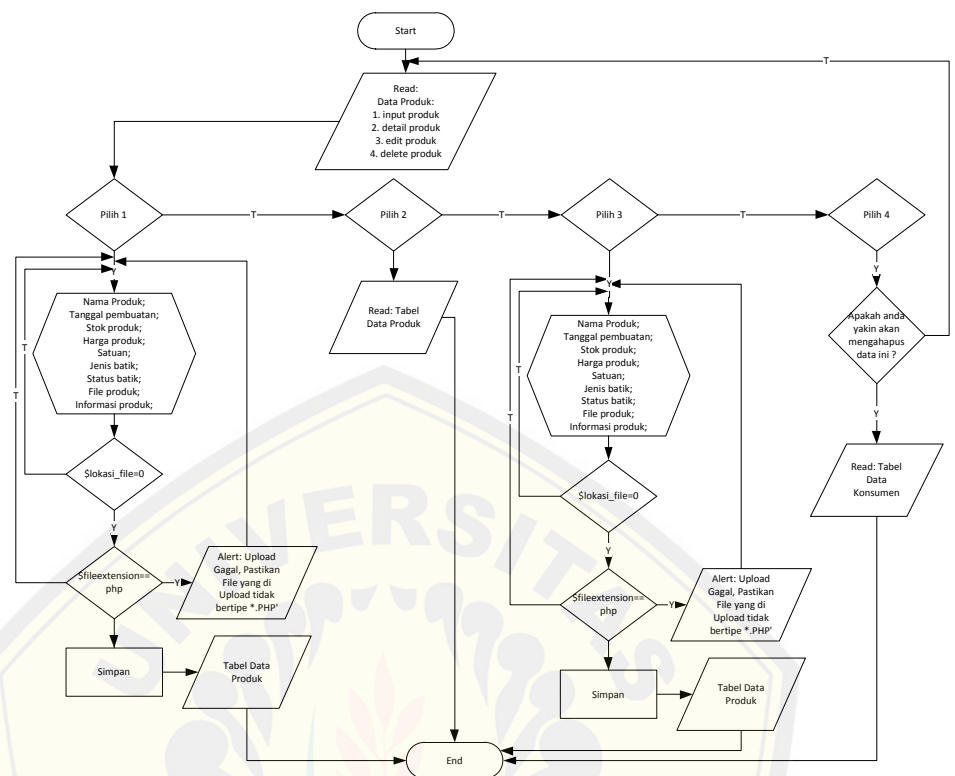 Start
T
Read:
Data Produk:
1. input produk
2. detail produk
3. edit produk
4. delete produk
Pilih 1
T
Pilih 2
T
Pilih 3
T
Pilih 4
Y
Nama Produk;
Tanggal pembuatan;
Stok produk;
Harga produk;
Satuan;
Jenis batik;
Status batik;
File produk;
Informasi produk;
T
T
$lokasi_file=0
Y
$fileextension==
php
Y
Alert: Upload
Gagal, Pastikan
File yang di
Upload tidak
bertipe *.PHP'
Simpan
Tabel Data
Produk
Read: Tabel
Data Produk
Y
Nama Produk;
Tanggal pembuatan;
Stok produk;
Harga produk;
Satuan;
Jenis batik;
Status batik;
File produk;
Informasi produk;
T
T
$lokasi_file=0
Y
$fileextension==
php
Y
Alert: Upload
Gagal, Pastikan
File yang di
Upload tidak
bertipe *.PHP'
Simpan
Tabel Data
Produk
Y
Apakah anda
yakin akan
mengahapus
data ini ?
Y
Read: Tabel
Data
Konsumen
End
UNIVERSITAS